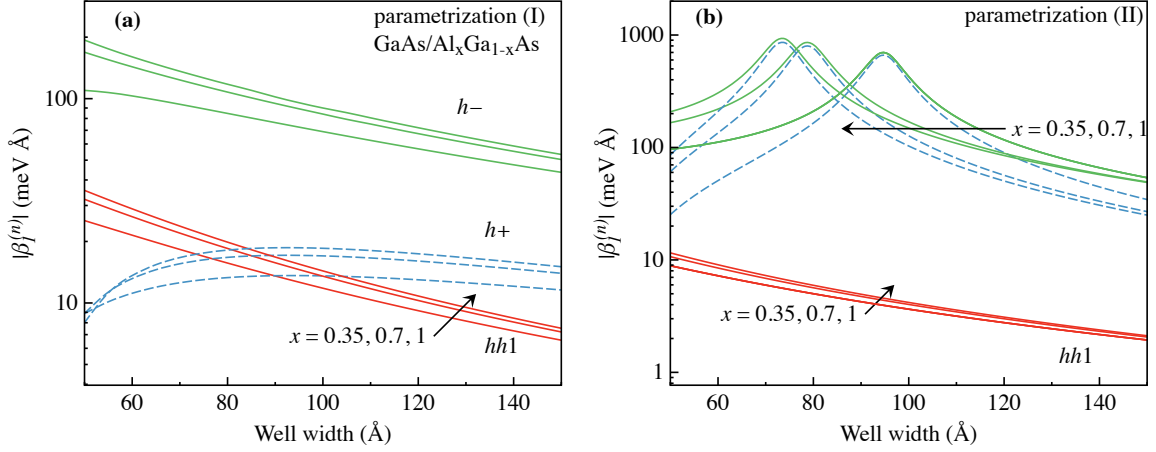 (a)
parametrization (I)
GaAs/AlₓGa₁₋ₓAs
h−
h+
x = 0.35, 0.7, 1
hh1
100
10
60
80
100
120
140
Well width (Å)
|β₁⁽ⁿ⁾| (meV Å)
(b)
parametrization (II)
x = 0.35, 0.7, 1
x = 0.35, 0.7, 1
hh1
1000
100
10
1
60
80
100
120
140
Well width (Å)
|β₁⁽ⁿ⁾| (meV Å)